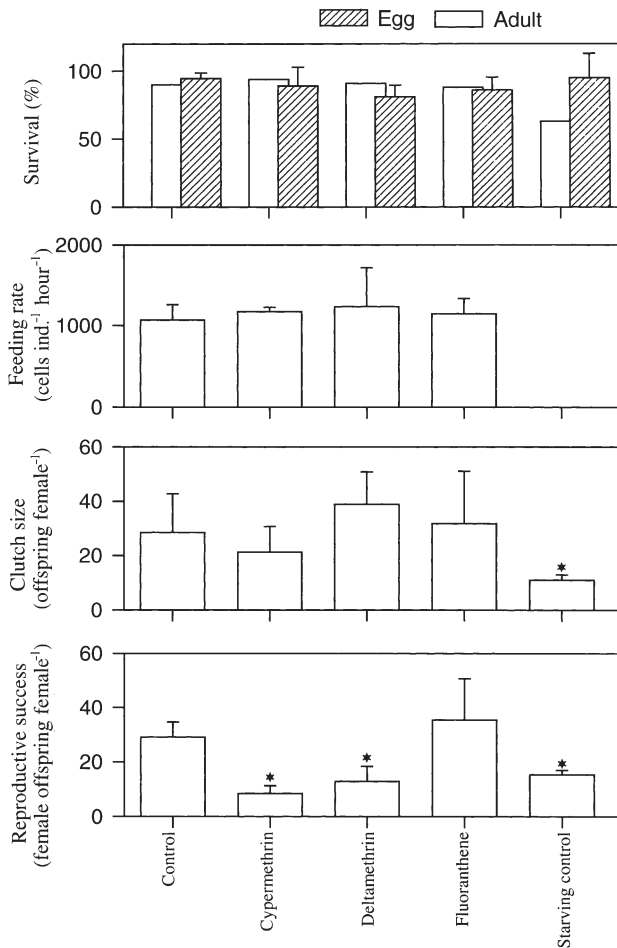 Egg Adult
Survival (%)
100
50
0
Feeding rate
(cells ind.⁻¹ hour⁻¹)
2000
1000
0
Clutch size
(offspring female⁻¹)
60
40
20
0
*
Reproductive success
(female offspring female⁻¹)
60
40
20
0
* * *
Control
Cypermethrin
Deltamethrin
Fluoranthene
Starving control